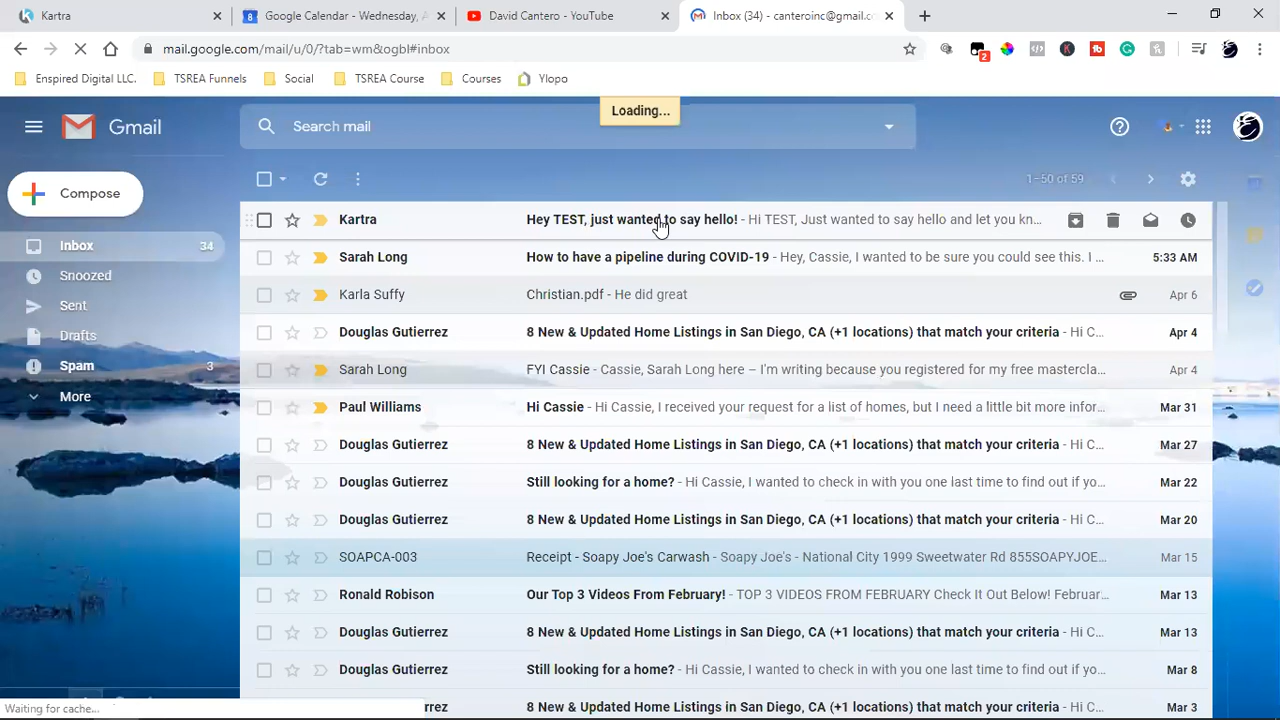 Kartra
Google Calendar - Wednesday, A
David Cantero - YouTube
Inbox (34) - canteroinc@gmail.co
mail.google.com/mail/u/0/?tab=wm&ogbl#inbox
2
Enspired Digital LLC.
TSREA Funnels
Social
TSREA Course
Courses
Ylopo
Loading...
Gmail
Search mail
Compose
1–50 of 59
Inbox 34
Snoozed
Sent
Drafts
Spam 3
More
Kartra Hey TEST, just wanted to say hello! - Hi TEST, Just wanted to say hello and let you kn...
Sarah Long How to have a pipeline during COVID-19 - Hey, Cassie, I wanted to be sure you could see this. I ... 5:33 AM
Karla Suffy Christian.pdf - He did great Apr 6
Douglas Gutierrez 8 New & Updated Home Listings in San Diego, CA (+1 locations) that match your criteria - Hi C... Apr 4
Sarah Long FYI Cassie - Cassie, Sarah Long here – I'm writing because you registered for my free mastercla... Apr 4
Paul Williams Hi Cassie - Hi Cassie, I received your request for a list of homes, but I need a little bit more infor... Mar 31
Douglas Gutierrez 8 New & Updated Home Listings in San Diego, CA (+1 locations) that match your criteria - Hi C... Mar 27
Douglas Gutierrez Still looking for a home? - Hi Cassie, I wanted to check in with you one last time to find out if yo... Mar 22
Douglas Gutierrez 8 New & Updated Home Listings in San Diego, CA (+1 locations) that match your criteria - Hi C... Mar 20
SOAPCA-003 Receipt - Soapy Joe's Carwash - Soapy Joe's - National City 1999 Sweetwater Rd 855SOAPYJOE... Mar 15
Ronald Robison Our Top 3 Videos From February! - TOP 3 VIDEOS FROM FEBRUARY Check It Out Below! Februar... Mar 13
Douglas Gutierrez 8 New & Updated Home Listings in San Diego, CA (+1 locations) that match your criteria - Hi C... Mar 13
Douglas Gutierrez Still looking for a home? - Hi Cassie, I wanted to check in with you one last time to find out if yo... Mar 8
rrez 8 New & Updated Home Listings in San Diego, CA (+1 locations) that match your criteria - Hi C... Mar 3
Waiting for cache...